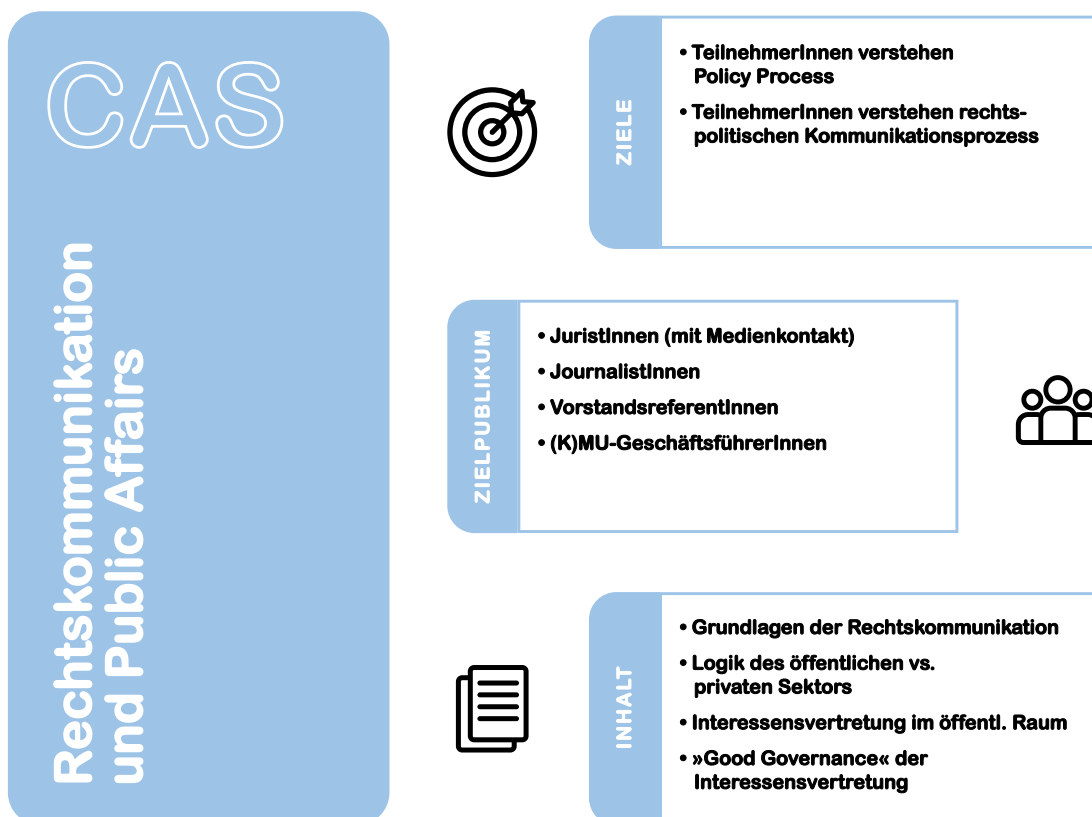 CAS
Rechtskommunikation
und Public Affairs
ZIELE
• TeilnehmerInnen verstehen
Policy Process
• TeilnehmerInnen verstehen rechts-
politischen Kommunikationsprozess
ZIELPUBLIKUM
• JuristInnen (mit Medienkontakt)
• JournalistInnen
• VorstandsreferentInnen
• (K)MU-GeschäftsführerInnen
INHALT
• Grundlagen der Rechtskommunikation
• Logik des öffentlichen vs.
privaten Sektors
• Interessensvertretung im öffentl. Raum
• »Good Governance« der
Interessensvertretung